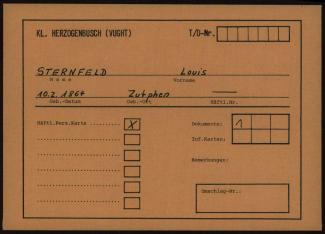 KL. HERZOGENBUSCH (VUGHT) T/D-Nr.
STERNFELD Louis
Name Vorname
10.2.1864 Zutphen —
Geb.-Datum Geb.-Ort Häftl.Nr.
Häftl.Pers.Karte .......... X Dokumente: 1
Inf.Karten:
Bemerkungen:
Umschlag-Nr.: